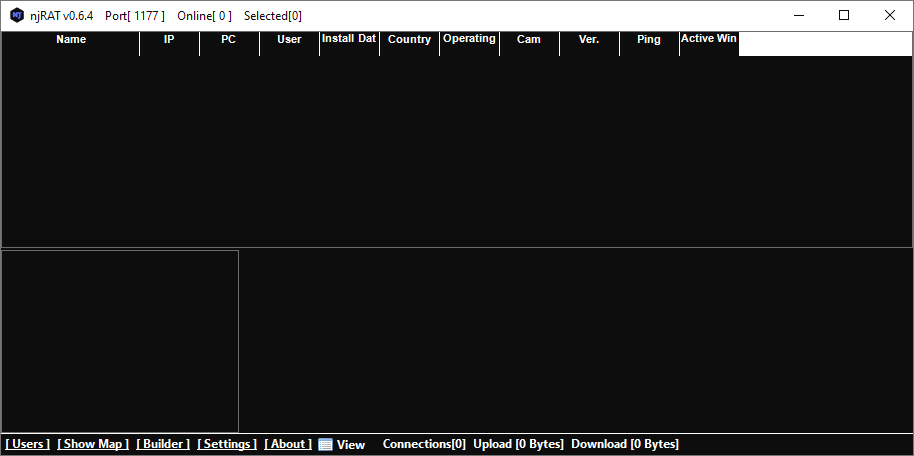 NJ njRAT v0.6.4 Port[ 1177 ] Online[ 0 ] Selected[0]
Name IP PC User Install Dat Country Operating Cam Ver. Ping Active Win
[ Users ] [ Show Map ] [ Builder ] [ Settings ] [ About ] View Connections[0] Upload [0 Bytes] Download [0 Bytes]